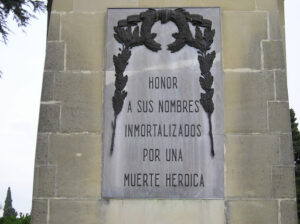 HONOR
A SUS NOMBRES
INMORTALIZADOS
POR UNA
MUERTE HEROICA